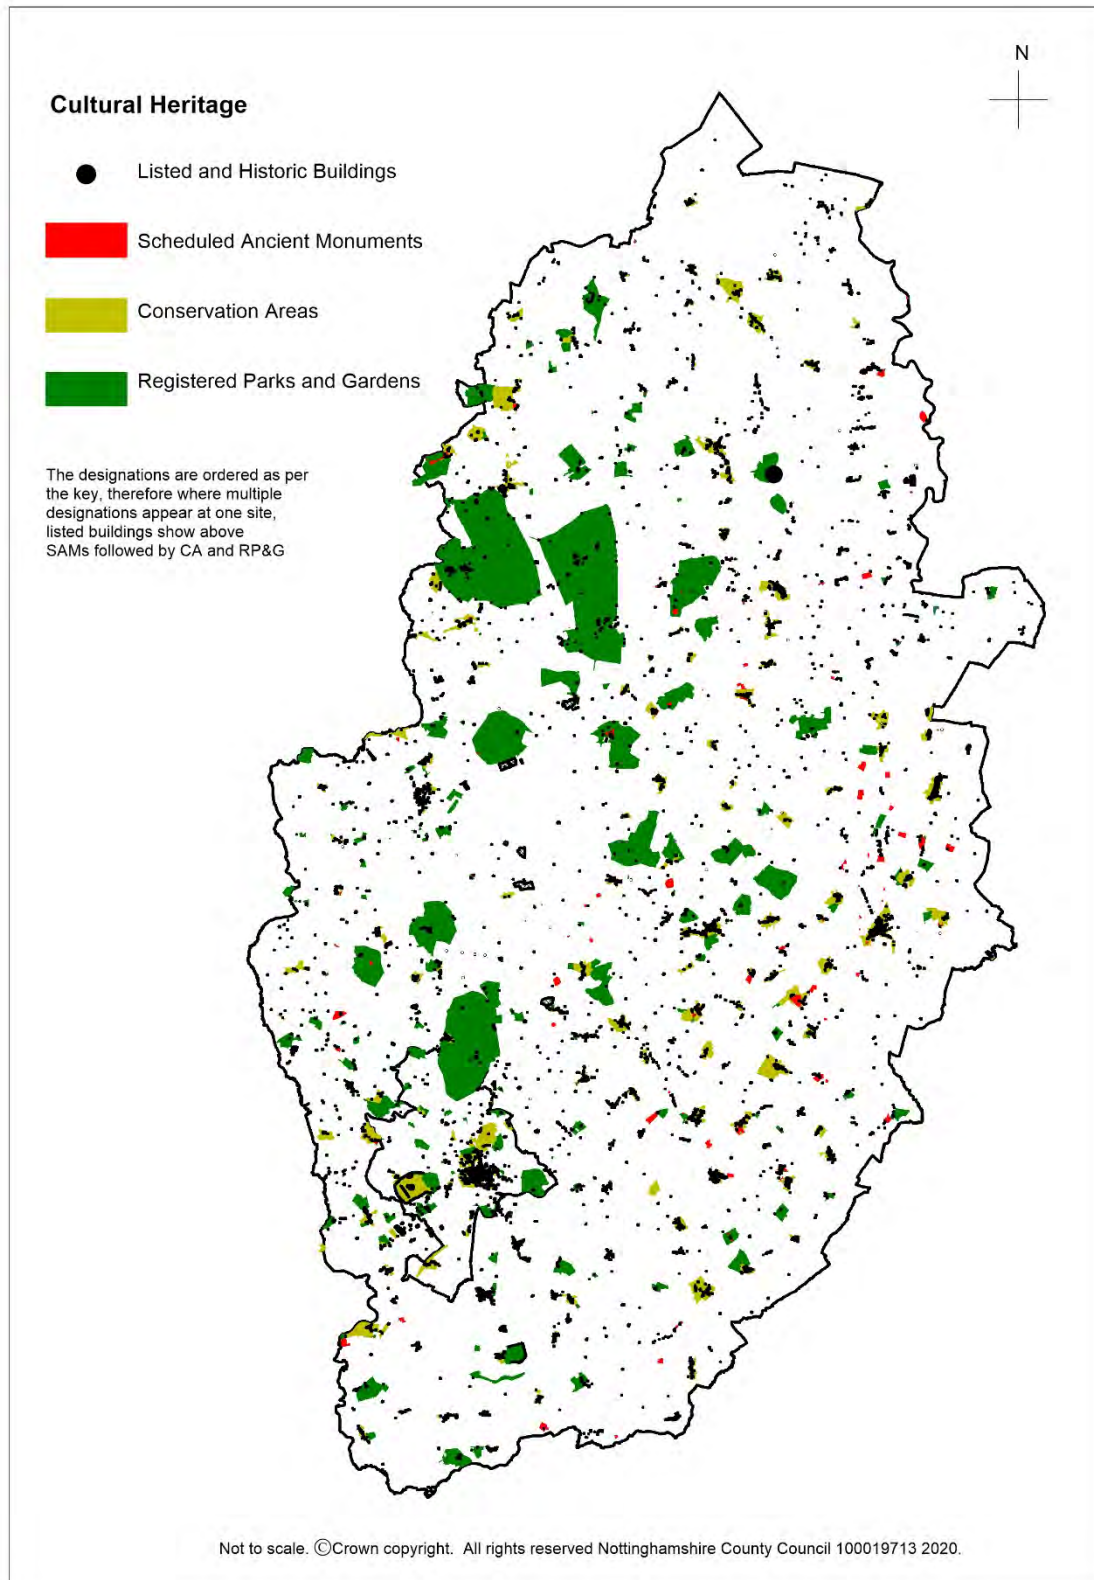 N
Cultural Heritage
Listed and Historic Buildings
Scheduled Ancient Monuments
Conservation Areas
Registered Parks and Gardens
The designations are ordered as per
the key, therefore where multiple
designations appear at one site,
listed buildings show above
SAMs followed by CA and RP&G
Not to scale. ©Crown copyright. All rights reserved Nottinghamshire County Council 100019713 2020.